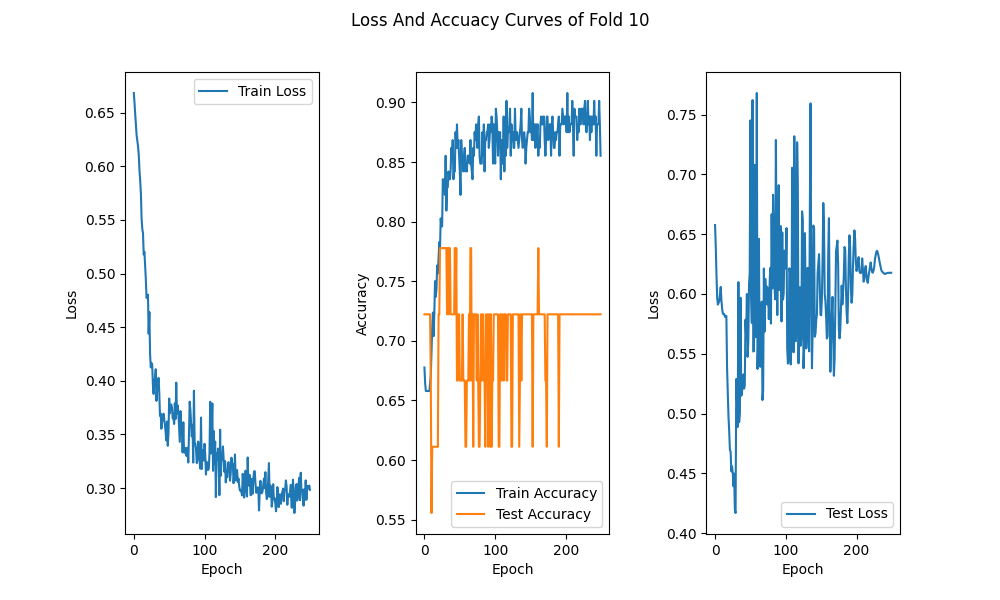 Loss And Accuacy Curves of Fold 10
Train Loss
0.65
0.60
0.55
0.50
0.45
0.40
0.35
0.30
Loss
0 100 200
Epoch
0.90
0.85
0.80
0.75
0.70
0.65
0.60
0.55
Accuracy
Train Accuracy
Test Accuracy
0 100 200
Epoch
0.75
0.70
0.65
0.60
0.55
0.50
0.45
0.40
Loss
Test Loss
0 100 200
Epoch